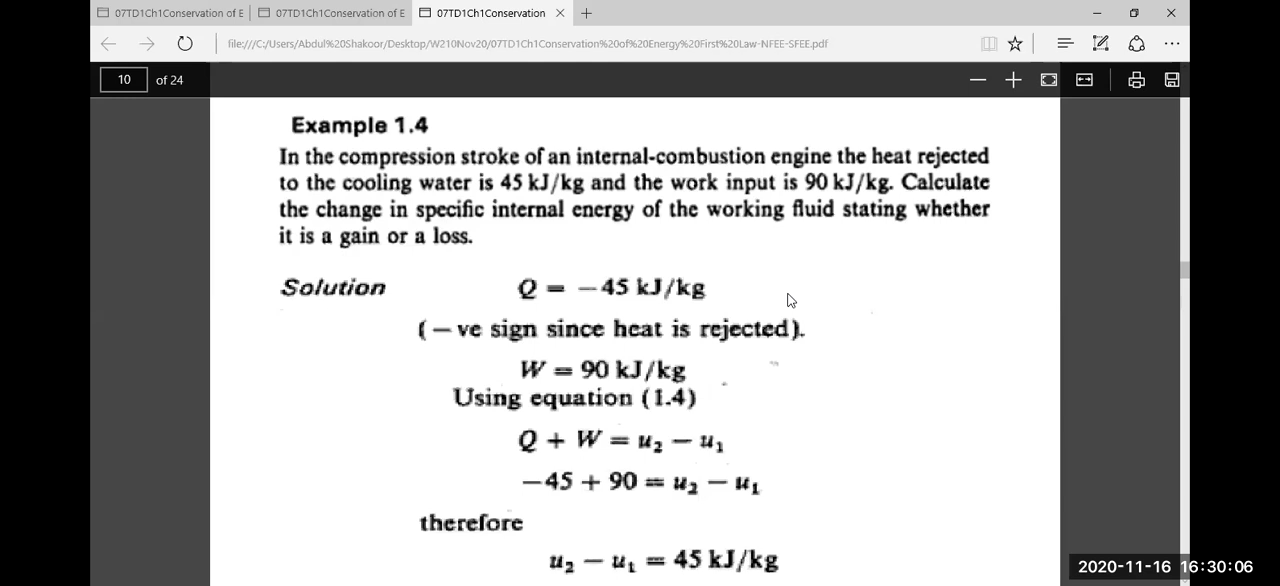 07TD1Ch1Conservation of E
07TD1Ch1Conservation of E
07TD1Ch1Conservation
file:///C:/Users/Abdul%20Shakoor/Desktop/W210Nov20/07TD1Ch1Conservation%20of%20Energy%20First%20Law-NFEE-SFEE.pdf
10 of 24
Example 1.4
In the compression stroke of an internal-combustion engine the heat rejected
to the cooling water is 45 kJ/kg and the work input is 90 kJ/kg. Calculate
the change in specific internal energy of the working fluid stating whether
it is a gain or a loss.
Solution Q = −45 kJ/kg
(−ve sign since heat is rejected).
W = 90 kJ/kg
Using equation (1.4)
Q + W = u₂ − u₁
−45 + 90 = u₂ − u₁
therefore
u₂ − u₁ = 45 kJ/kg
2020-11-16 16:30:06